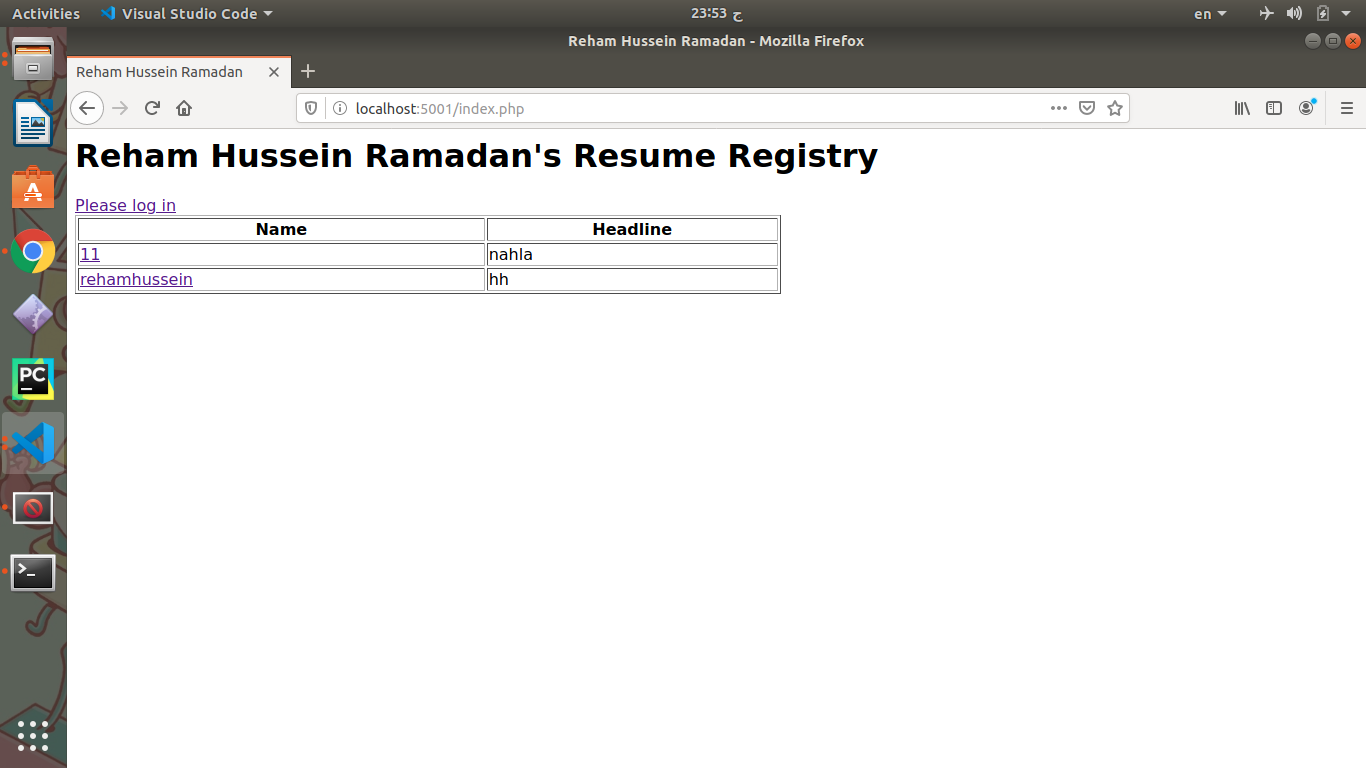 Activities Visual Studio Code 23:53 ح en
Reham Hussein Ramadan - Mozilla Firefox
Reham Hussein Ramadan
localhost:5001/index.php
Reham Hussein Ramadan's Resume Registry
Please log in
Name Headline
11 nahla
rehamhussein hh
PC